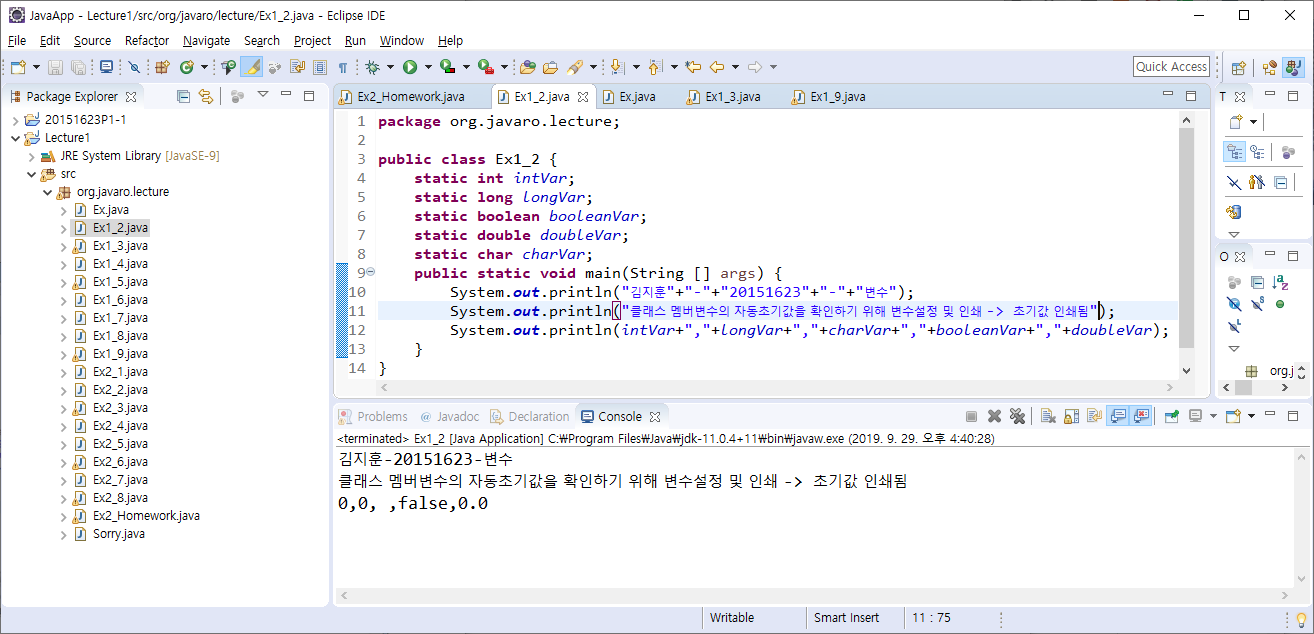 JavaApp - Lecture1/src/org/javaro/lecture/Ex1_2.java - Eclipse IDE
File Edit Source Refactor Navigate Search Project Run Window Help
Quick Access
Package Explorer
20151623P1-1
Lecture1
JRE System Library [JavaSE-9]
src
org.javaro.lecture
Ex.java
Ex1_2.java
Ex1_3.java
Ex1_4.java
Ex1_5.java
Ex1_6.java
Ex1_7.java
Ex1_8.java
Ex1_9.java
Ex2_1.java
Ex2_2.java
Ex2_3.java
Ex2_4.java
Ex2_5.java
Ex2_6.java
Ex2_7.java
Ex2_8.java
Ex2_Homework.java
Sorry.java
Ex2_Homework.java Ex1_2.java Ex.java Ex1_3.java Ex1_9.java
1 package org.javaro.lecture;
2
3 public class Ex1_2 {
4 static int intVar;
5 static long longVar;
6 static boolean booleanVar;
7 static double doubleVar;
8 static char charVar;
9 public static void main(String [] args) {
10 System.out.println("김지훈"+"-"+"20151623"+"-"+"변수");
11 System.out.println("클래스 멤버변수의 자동초기값을 확인하기 위해 변수설정 및 인쇄 -> 초기값 인쇄됨");
12 System.out.println(intVar+","+longVar+","+charVar+","+booleanVar+","+doubleVar);
13 }
14 }
T
O
org.j
Problems @ Javadoc Declaration Console
<terminated> Ex1_2 [Java Application] C:₩Program Files₩Java₩jdk-11.0.4+11₩bin₩javaw.exe (2019. 9. 29. 오후 4:40:28)
김지훈-20151623-변수
클래스 멤버변수의 자동초기값을 확인하기 위해 변수설정 및 인쇄 -> 초기값 인쇄됨
0,0, ,false,0.0
Writable Smart Insert 11 : 75